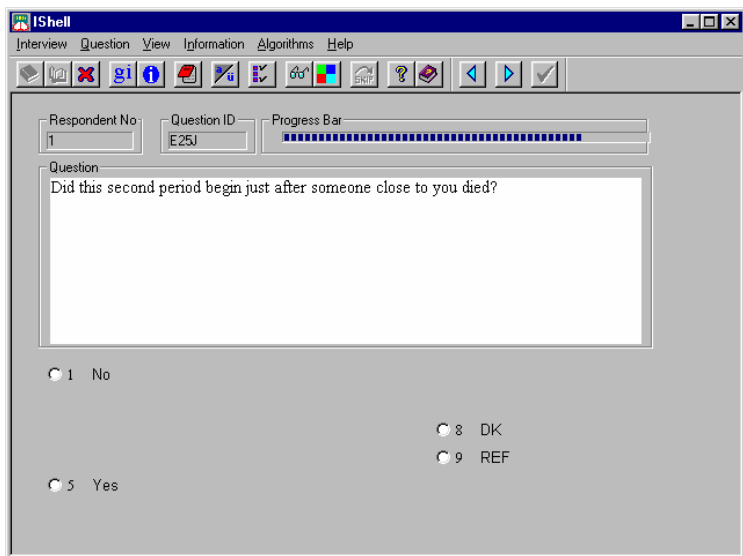 IShell
Interview Question View Information Algorithms Help
gi i a/ü SKIP ?
Respondent No Question ID Progress Bar
1 E25J
Question
Did this second period begin just after someone close to you died?
1 No
8 DK
9 REF
5 Yes